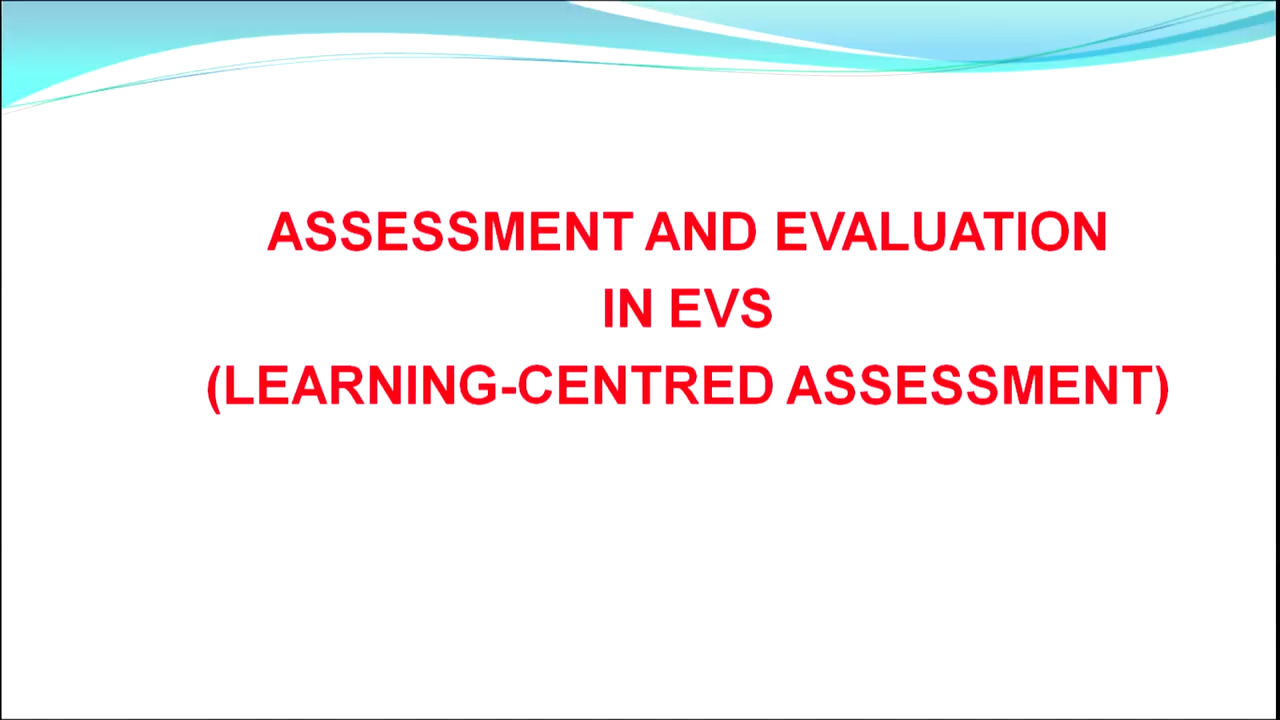 ASSESSMENT AND EVALUATION
IN EVS
(LEARNING-CENTRED ASSESSMENT)